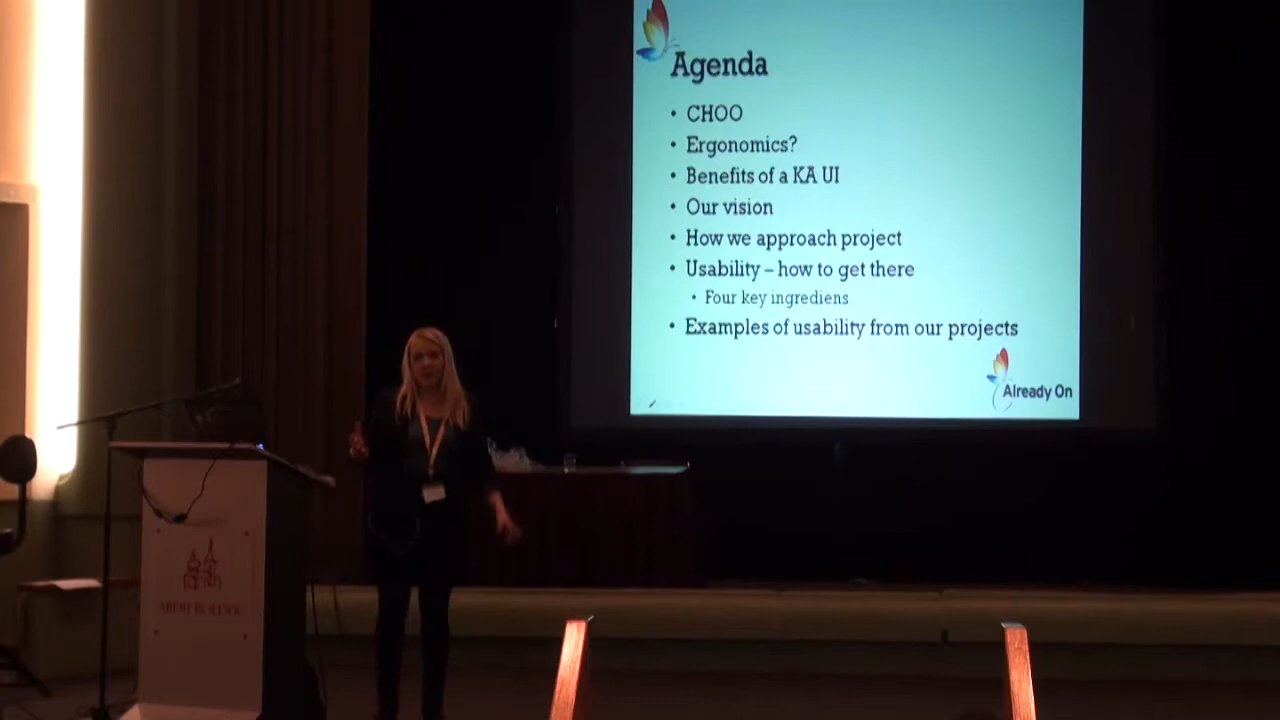 Agenda
• CHOO
• Ergonomics?
• Benefits of a KA UI
• Our vision
• How we approach project
• Usability – how to get there
• Four key ingrediens
• Examples of usability from our projects
Already On